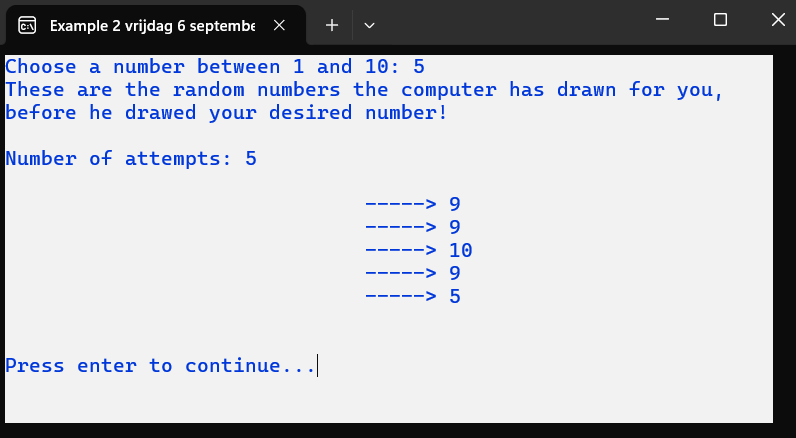 Example 2 vrijdag 6 septembe
Choose a number between 1 and 10: 5
These are the random numbers the computer has drawn for you,
before he drawed your desired number!
Number of attempts: 5
-----> 9
-----> 9
-----> 10
-----> 9
-----> 5
Press enter to continue...